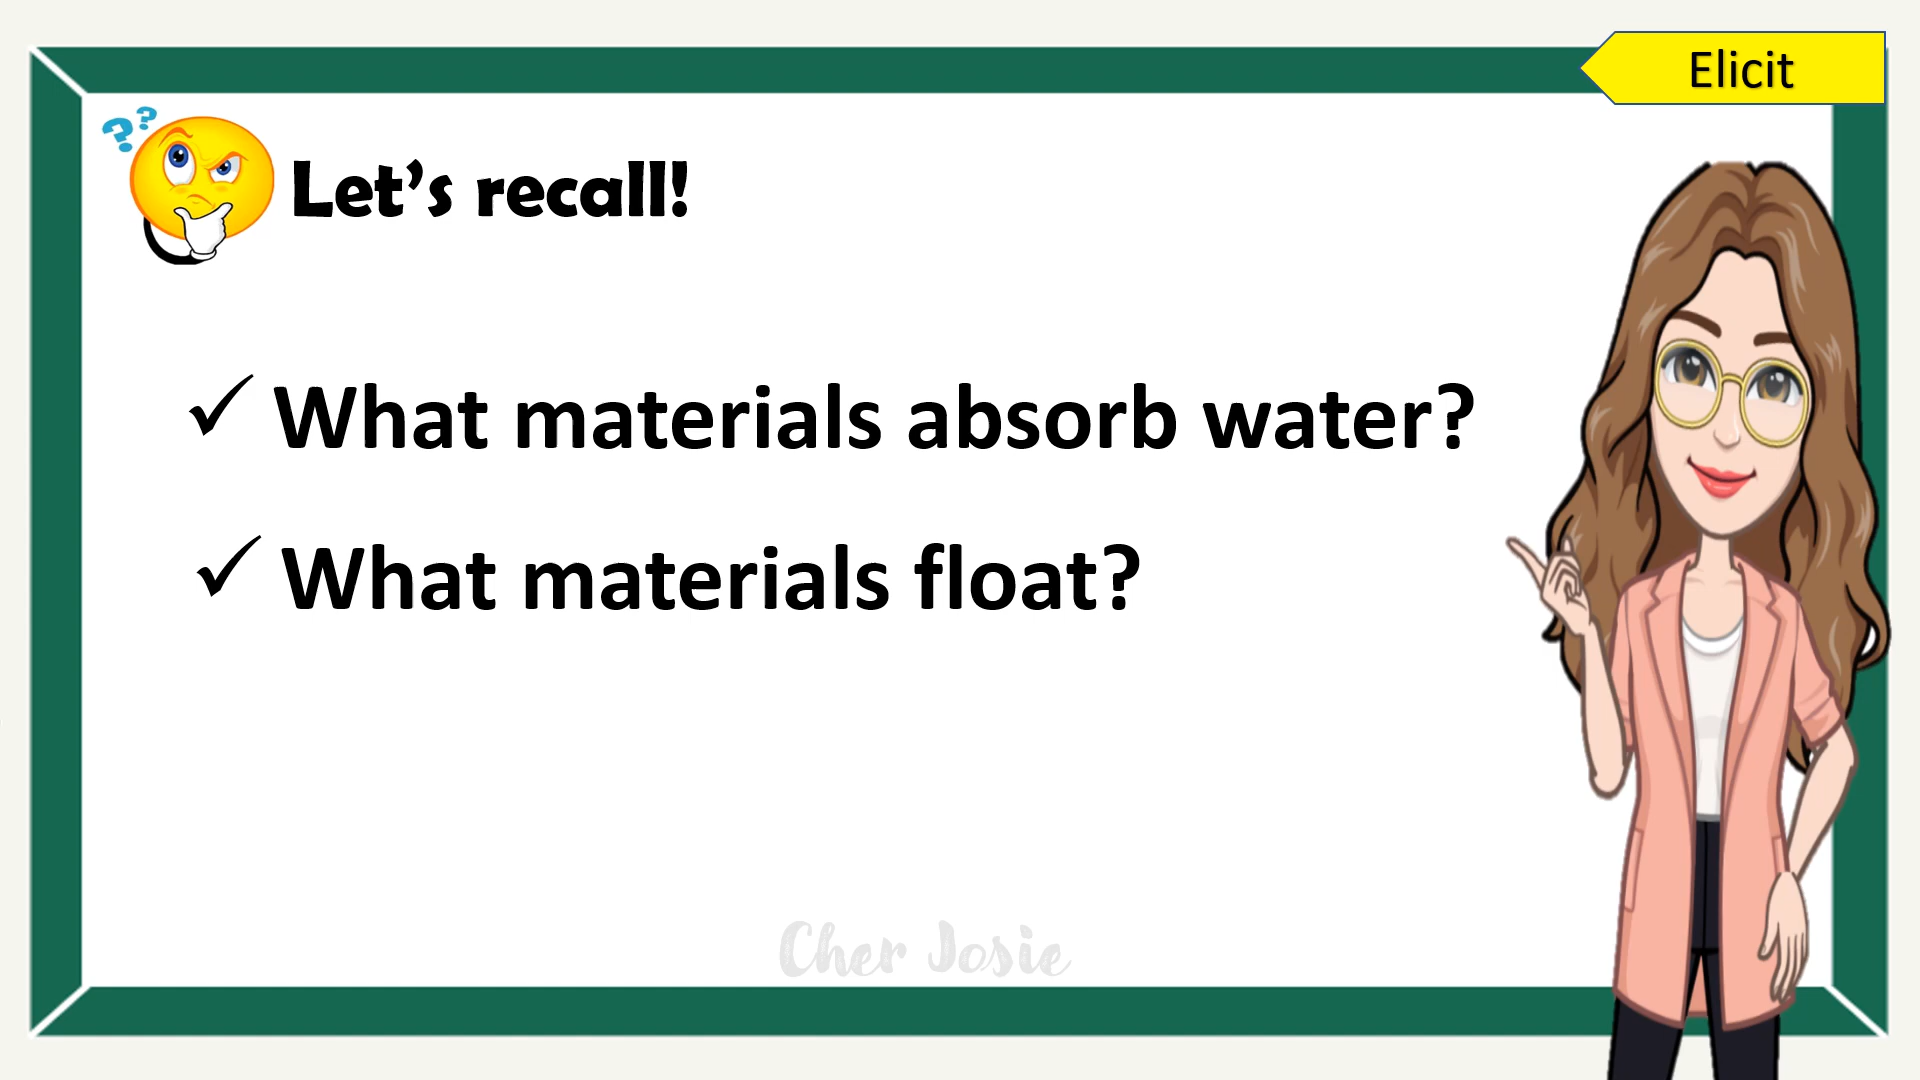 Elicit
??
Let’s recall!
✓ What materials absorb water?
✓ What materials float?
Cher Josie